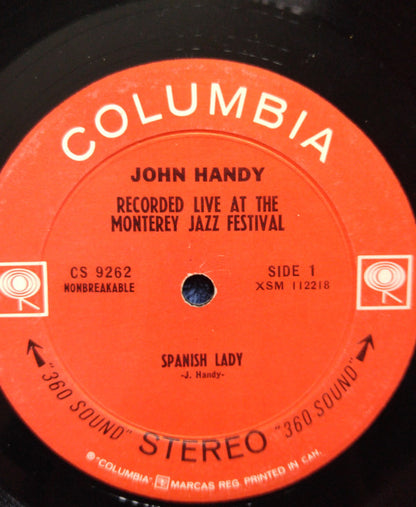 COLUMBIA
JOHN HANDY
RECORDED LIVE AT THE
MONTEREY JAZZ FESTIVAL
CS 9262
NONBREAKABLE
SIDE 1
XSM 112218
SPANISH LADY
-J. Handy-
"360 SOUND" STEREO "360 SOUND"
® "COLUMBIA" MARCAS REG. PRINTED IN CAN.